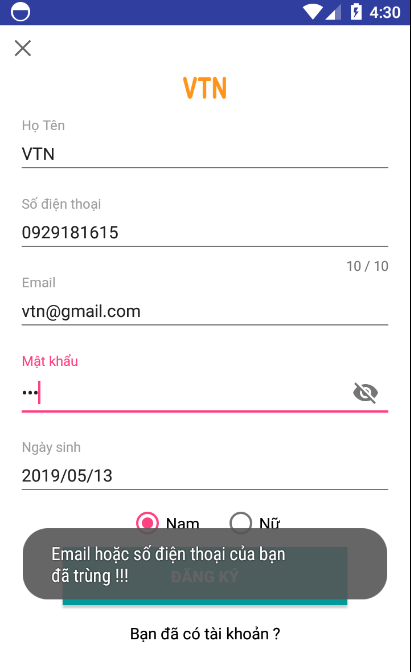 4:30
VTN
Họ Tên
VTN
Số điện thoại
0929181615
10 / 10
Email
vtn@gmail.com
Mật khẩu
•••
Ngày sinh
2019/05/13
Nam Nữ
Email hoặc số điện thoại của bạn
đã trùng !!!
ĐĂNG KÝ
Bạn đã có tài khoản ?